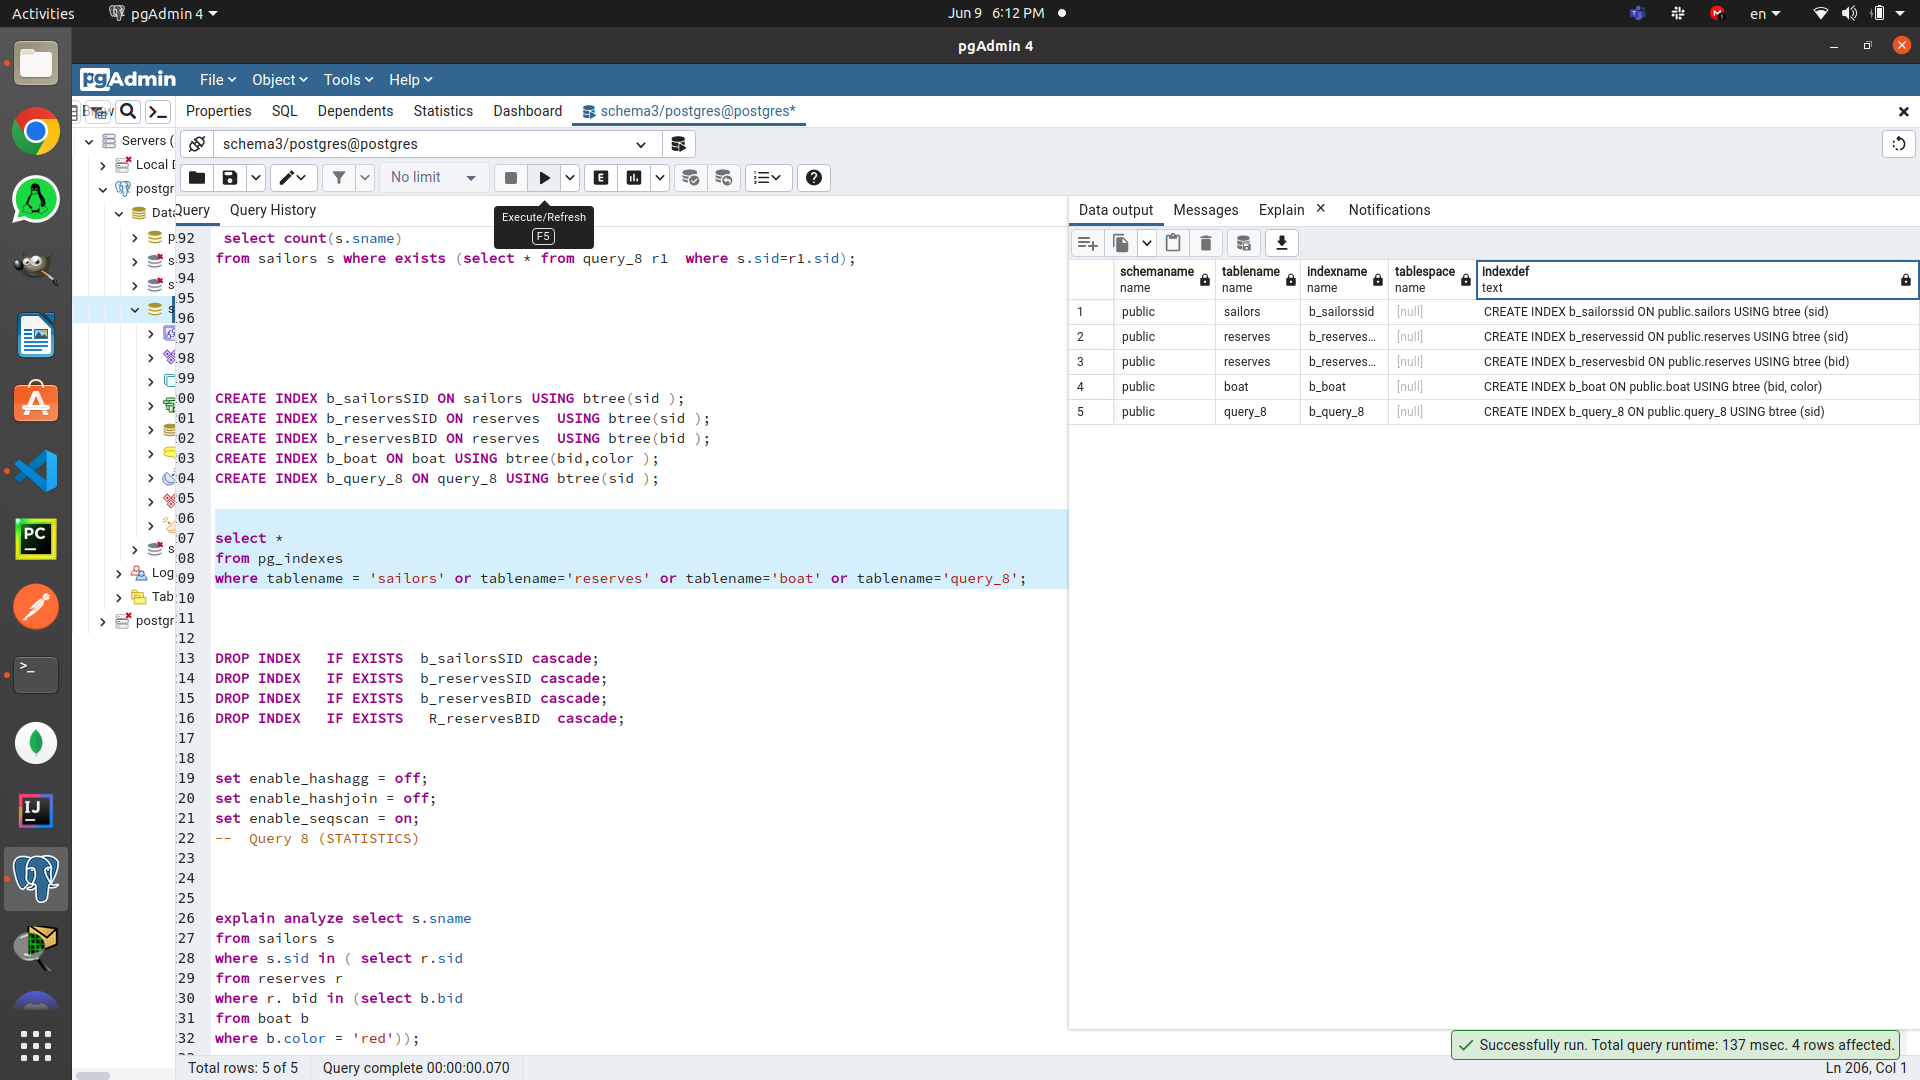 Activities pgAdmin 4 Jun 9 6:12 PM en
pgAdmin 4
pgAdmin File Object Tools Help
Properties SQL Dependents Statistics Dashboard schema3/postgres@postgres*
Servers (
schema3/postgres@postgres
Local D
No limit
postgr
Execute/Refresh
F5
Query Query History
Data output Messages Explain Notifications
Data
p
s
s
s
s
Log
Tab
postgr
92 select count(s.sname)
93 from sailors s where exists (select * from query_8 r1  where s.sid=r1.sid);
94
95
96
97
98
99
00 CREATE INDEX b_sailorsSID ON sailors USING btree(sid );
01 CREATE INDEX b_reservesSID ON reserves  USING btree(sid );
02 CREATE INDEX b_reservesBID ON reserves  USING btree(bid );
03 CREATE INDEX b_boat ON boat USING btree(bid,color );
04 CREATE INDEX b_query_8 ON query_8 USING btree(sid );
05
06
07 select *
08 from pg_indexes
09 where tablename = 'sailors' or tablename='reserves' or tablename='boat' or tablename='query_8';
10
11
12
13 DROP INDEX   IF EXISTS  b_sailorsSID cascade;
14 DROP INDEX   IF EXISTS  b_reservesSID cascade;
15 DROP INDEX   IF EXISTS  b_reservesBID cascade;
16 DROP INDEX   IF EXISTS   R_reservesBID  cascade;
17
18
19 set enable_hashagg = off;
20 set enable_hashjoin = off;
21 set enable_seqscan = on;
22 --  Query 8 (STATISTICS)
23
24
25
26 explain analyze select s.sname
27 from sailors s
28 where s.sid in ( select r.sid
29 from reserves r
30 where r. bid in (select b.bid
31 from boat b
32 where b.color = 'red'));
schemaname name tablename name indexname name tablespace name indexdef text
1 public sailors b_sailorssid [null] CREATE INDEX b_sailorssid ON public.sailors USING btree (sid)
2 public reserves b_reserves... [null] CREATE INDEX b_reservessid ON public.reserves USING btree (sid)
3 public reserves b_reserves... [null] CREATE INDEX b_reservesbid ON public.reserves USING btree (bid)
4 public boat b_boat [null] CREATE INDEX b_boat ON public.boat USING btree (bid, color)
5 public query_8 b_query_8 [null] CREATE INDEX b_query_8 ON public.query_8 USING btree (sid)
Successfully run. Total query runtime: 137 msec. 4 rows affected.
Total rows: 5 of 5 Query complete 00:00:00.070 Ln 206, Col 1